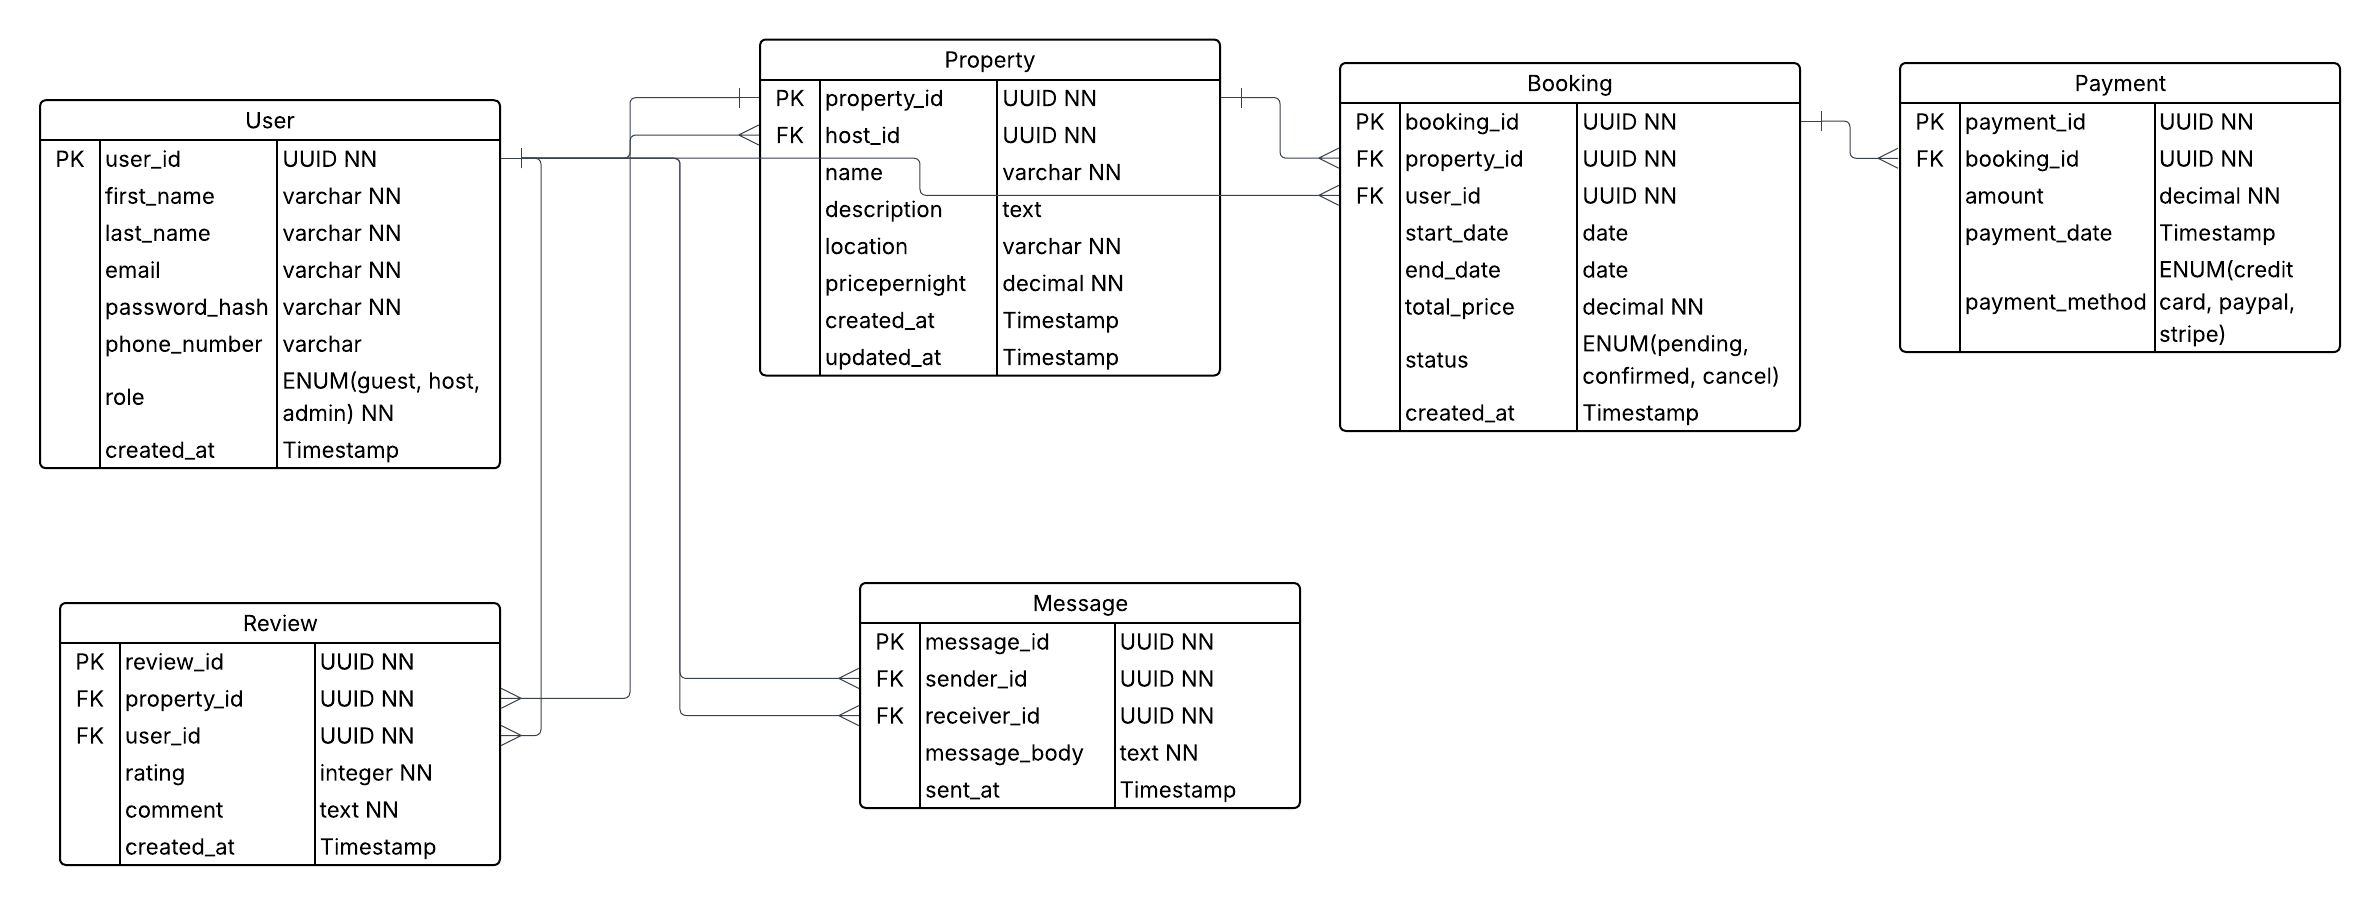 User
PK user_id UUID NN
first_name varchar NN
last_name varchar NN
email varchar NN
password_hash varchar NN
phone_number varchar
role ENUM(guest, host,
admin) NN
created_at Timestamp
Property
PK property_id UUID NN
FK host_id UUID NN
name varchar NN
description text
location varchar NN
pricepernight decimal NN
created_at Timestamp
updated_at Timestamp
Booking
PK booking_id UUID NN
FK property_id UUID NN
FK user_id UUID NN
start_date date
end_date date
total_price decimal NN
status ENUM(pending,
confirmed, cancel)
created_at Timestamp
Payment
PK payment_id UUID NN
FK booking_id UUID NN
amount decimal NN
payment_date Timestamp
payment_method ENUM(credit
card, paypal,
stripe)
Review
PK review_id UUID NN
FK property_id UUID NN
FK user_id UUID NN
rating integer NN
comment text NN
created_at Timestamp
Message
PK message_id UUID NN
FK sender_id UUID NN
FK receiver_id UUID NN
message_body text NN
sent_at Timestamp